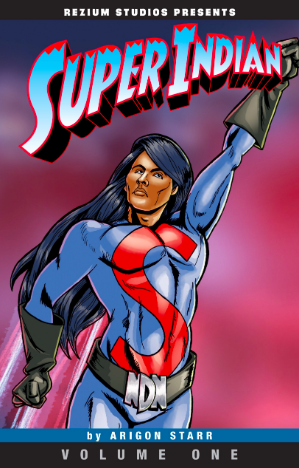 REZIUM STUDIOS PRESENTS
SUPER INDIAN
S
NDN
by ARIGON STARR
VOLUME ONE